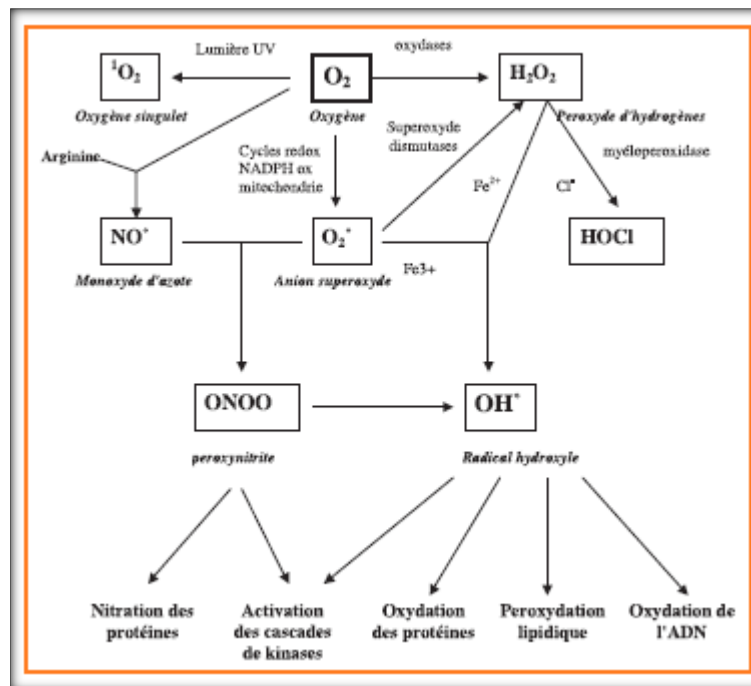 Lumière UV
oxydases
¹O₂
O₂
H₂O₂
Oxygène singulet
Oxygène
Peroxyde d'hydrogènes
Arginine
Cycles redox
NADPH ox
mitochondrie
Superoxyde
dismutases
myéloperoxidase
Fe²⁺
Cl•
NO•
O₂•
HOCl
Monoxyde d'azote
Anion superoxyde
Fe3+
ONOO
OH•
peroxynitrite
Radical hydroxyle
Nitration des
protéines
Activation
des cascades
de kinases
Oxydation
des protéines
Peroxydation
lipidique
Oxydation de
l'ADN